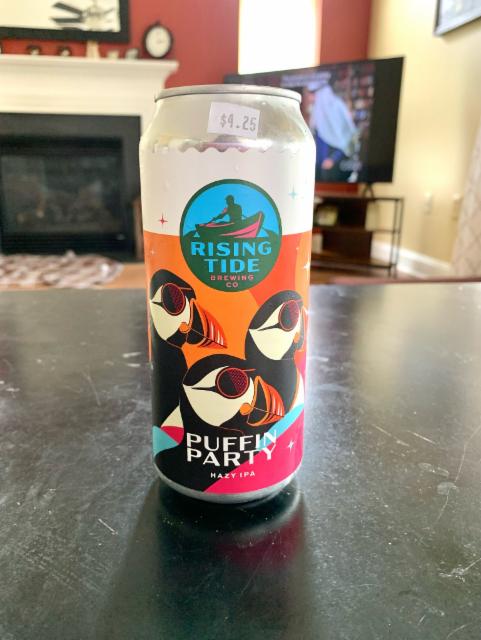 $4.25
RISING
TIDE
BREWING
CO
PUFFIN
PARTY
HAZY IPA